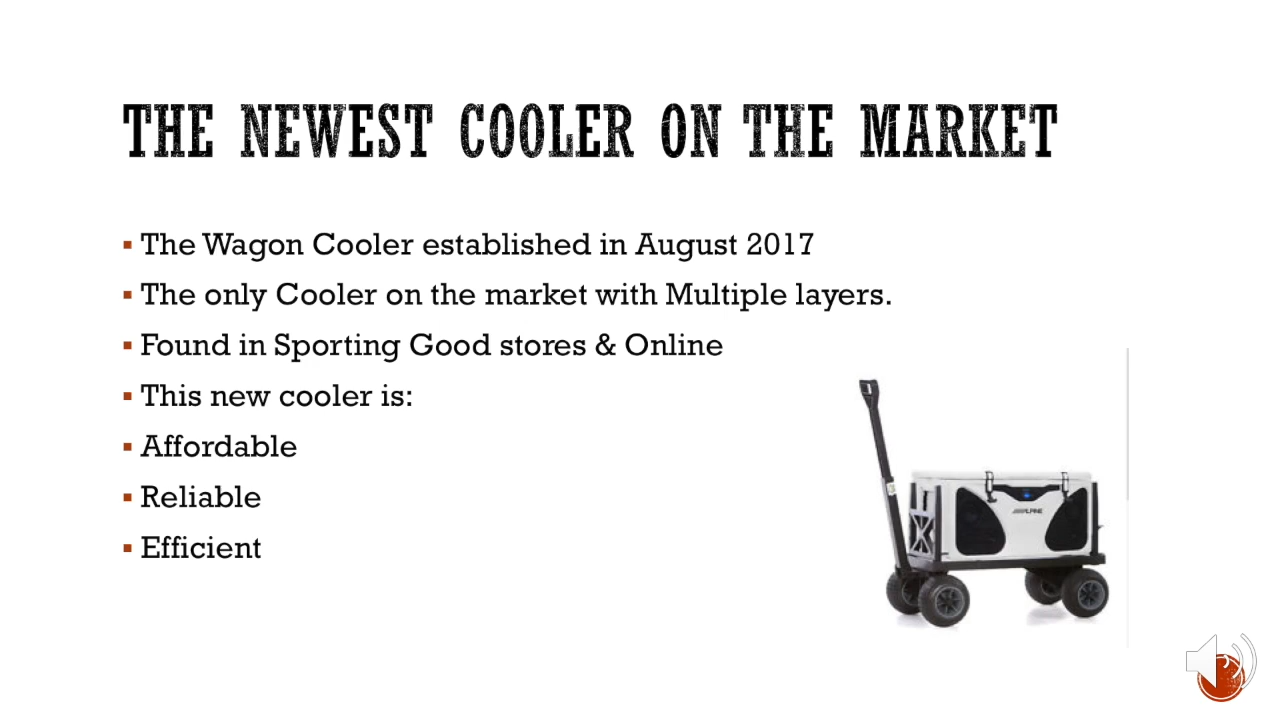 THE NEWEST COOLER ON THE MARKET
▪ The Wagon Cooler established in August 2017
▪ The only Cooler on the market with Multiple layers.
▪ Found in Sporting Good stores & Online
▪ This new cooler is:
▪ Affordable
▪ Reliable
▪ Efficient
ALPINE